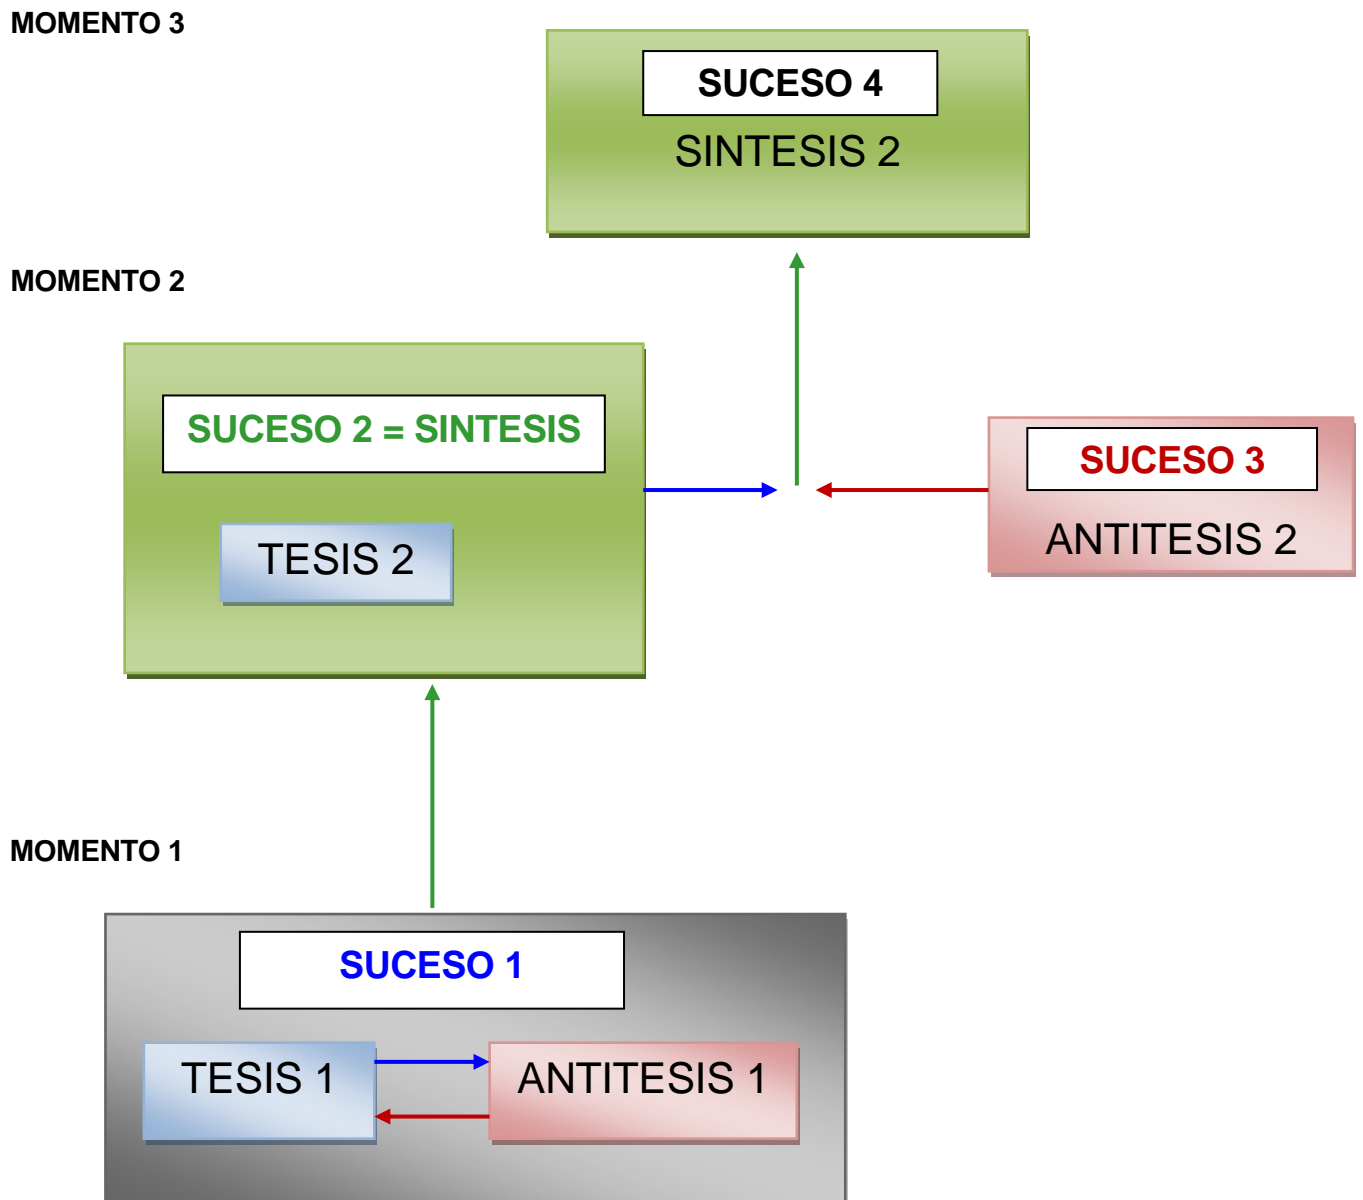 MOMENTO 3
SUCESO 4
SINTESIS 2
MOMENTO 2
SUCESO 2 = SINTESIS
TESIS 2
SUCESO 3
ANTITESIS 2
MOMENTO 1
SUCESO 1
TESIS 1
ANTITESIS 1